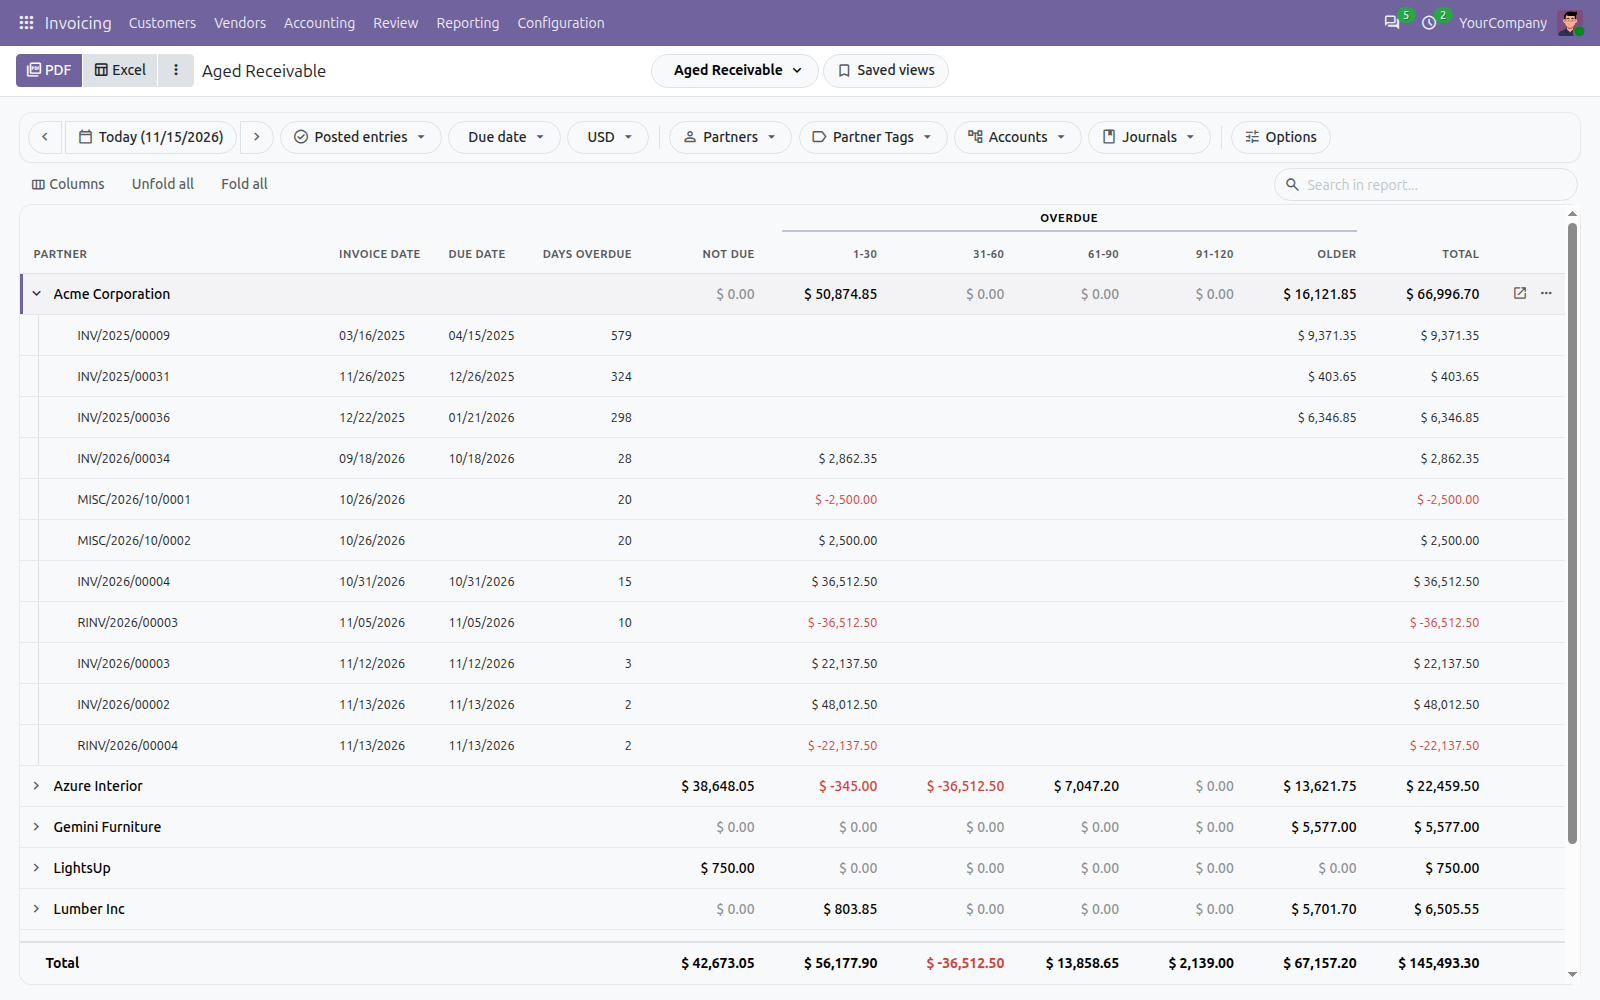 Invoicing Customers Vendors Accounting Review Reporting Configuration 5 2 YourCompany
PDF Excel Aged Receivable Aged Receivable Saved views
Today (11/15/2026) Posted entries Due date USD Partners Partner Tags Accounts Journals Options
Columns Unfold all Fold all Search in report...
OVERDUE
PARTNER INVOICE DATE DUE DATE DAYS OVERDUE NOT DUE 1-30 31-60 61-90 91-120 OLDER TOTAL
Acme Corporation $ 0.00 $ 50,874.85 $ 0.00 $ 0.00 $ 0.00 $ 16,121.85 $ 66,996.70
INV/2025/00009 03/16/2025 04/15/2025 579 $ 9,371.35 $ 9,371.35
INV/2025/00031 11/26/2025 12/26/2025 324 $ 403.65 $ 403.65
INV/2025/00036 12/22/2025 01/21/2026 298 $ 6,346.85 $ 6,346.85
INV/2026/00034 09/18/2026 10/18/2026 28 $ 2,862.35 $ 2,862.35
MISC/2026/10/0001 10/26/2026 20 $ -2,500.00 $ -2,500.00
MISC/2026/10/0002 10/26/2026 20 $ 2,500.00 $ 2,500.00
INV/2026/00004 10/31/2026 10/31/2026 15 $ 36,512.50 $ 36,512.50
RINV/2026/00003 11/05/2026 11/05/2026 10 $ -36,512.50 $ -36,512.50
INV/2026/00003 11/12/2026 11/12/2026 3 $ 22,137.50 $ 22,137.50
INV/2026/00002 11/13/2026 11/13/2026 2 $ 48,012.50 $ 48,012.50
RINV/2026/00004 11/13/2026 11/13/2026 2 $ -22,137.50 $ -22,137.50
Azure Interior $ 38,648.05 $ -345.00 $ -36,512.50 $ 7,047.20 $ 0.00 $ 13,621.75 $ 22,459.50
Gemini Furniture $ 0.00 $ 0.00 $ 0.00 $ 0.00 $ 0.00 $ 5,577.00 $ 5,577.00
LightsUp $ 750.00 $ 0.00 $ 0.00 $ 0.00 $ 0.00 $ 0.00 $ 750.00
Lumber Inc $ 0.00 $ 803.85 $ 0.00 $ 0.00 $ 0.00 $ 5,701.70 $ 6,505.55
Total $ 42,673.05 $ 56,177.90 $ -36,512.50 $ 13,858.65 $ 2,139.00 $ 67,157.20 $ 145,493.30